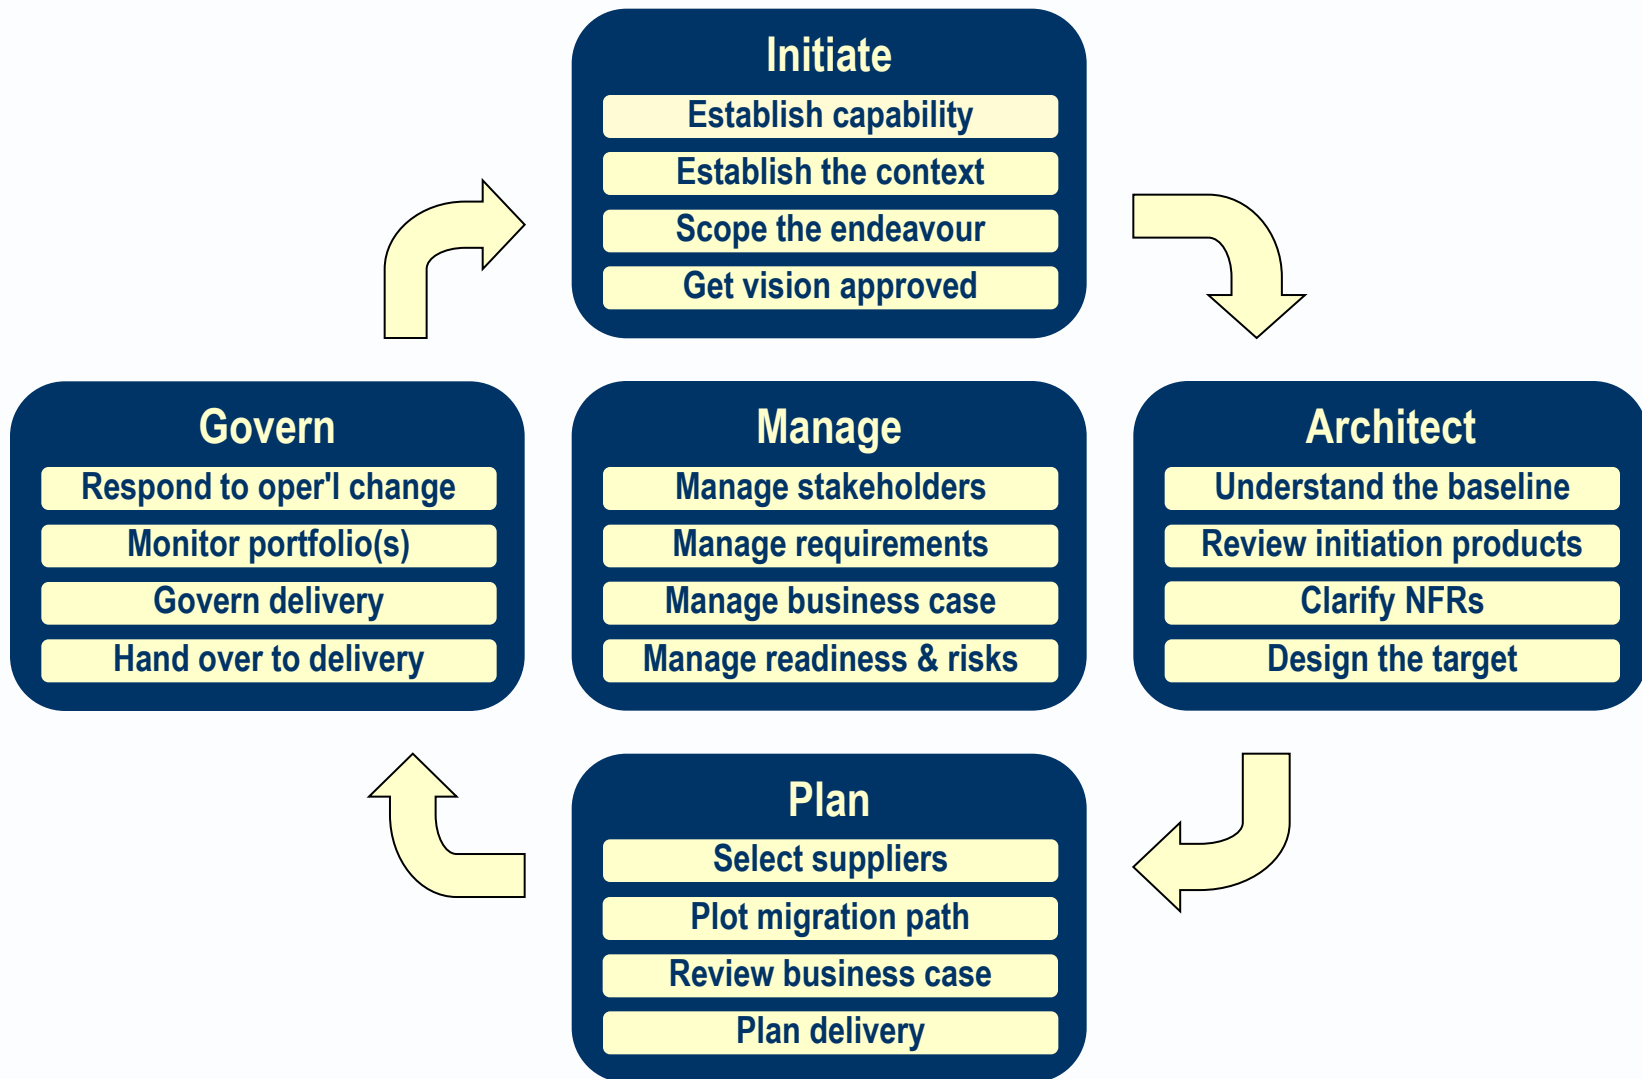 Initiate
Establish capability
Establish the context
Scope the endeavour
Get vision approved
Govern
Respond to oper'l change
Monitor portfolio(s)
Govern delivery
Hand over to delivery
Manage
Manage stakeholders
Manage requirements
Manage business case
Manage readiness & risks
Architect
Understand the baseline
Review initiation products
Clarify NFRs
Design the target
Plan
Select suppliers
Plot migration path
Review business case
Plan delivery